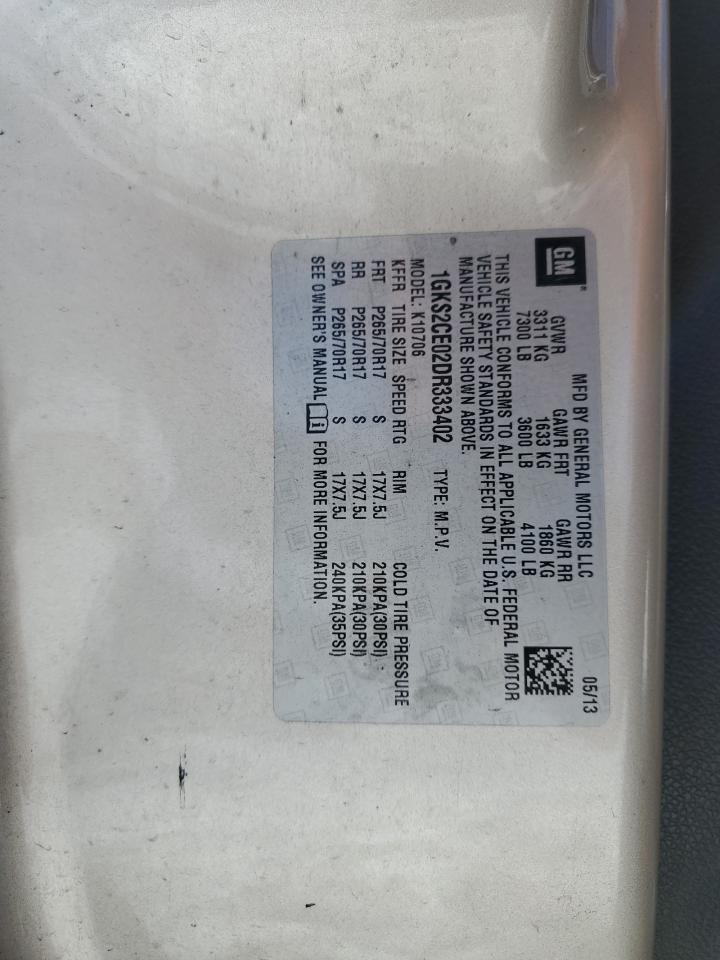 MFD BY GENERAL MOTORS LLC 05/13
GM
GVWR GAWR FRT GAWR RR
3311 KG 1633 KG 1860 KG
7300 LB 3600 LB 4100 LB
THIS VEHICLE CONFORMS TO ALL APPLICABLE U.S. FEDERAL MOTOR
VEHICLE SAFETY STANDARDS IN EFFECT ON THE DATE OF
MANUFACTURE SHOWN ABOVE.
1GKS2CE02DR333402 TYPE: M.P.V.
MODEL: K10706
KFFR TIRE SIZE SPEED RTG RIM COLD TIRE PRESSURE
FRT P265/70R17 S 17X7.5J 210KPA(30PSI)
RR P265/70R17 S 17X7.5J 210KPA(30PSI)
SPA P265/70R17 S 17X7.5J 240KPA(35PSI)
SEE OWNER'S MANUAL i FOR MORE INFORMATION.